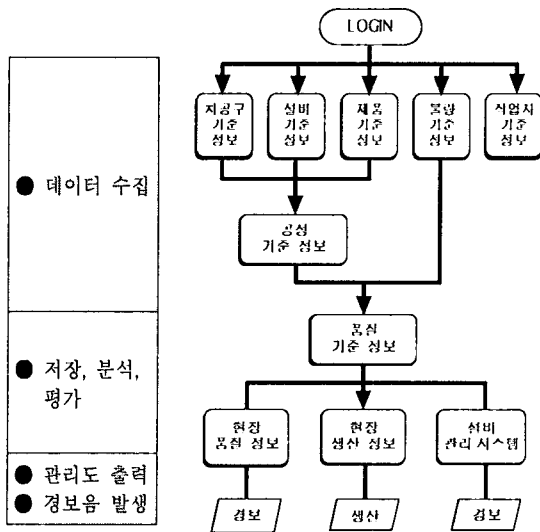 LOGIN
치공구
기준
정보
설비
기준
정보
제품
기준
정보
불량
기준
정보
작업자
기준
정보
● 데이터 수집
공정
기준 정보
품질
기준 정보
● 저장, 분석,
평가
현장
품질 정보
현장
생산 정보
설비
관리 시스템
● 관리도 출력
● 경보음 발생
경보
생산
경보